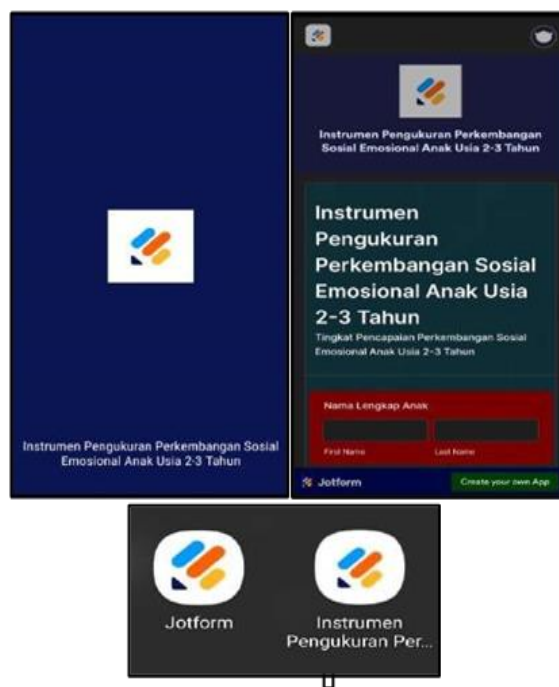 Instrumen Pengukuran Perkembangan Sosial
Emosional Anak Usia 2-3 Tahun
Instrumen Pengukuran Perkembangan
Sosial Emosional Anak Usia 2-3 Tahun
Instrumen
Pengukuran
Perkembangan Sosial
Emosional Anak Usia
2-3 Tahun
Tingkat Pencapaian Perkembangan Sosial
Emosional Anak Usia 2-3 Tahun
Nama Lengkap Anak
First Name Last Name
Jotform Create your own App
Jotform Instrumen
Pengukuran Per...